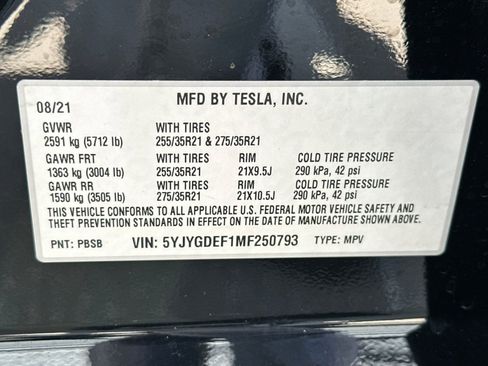 08/21 MFD BY TESLA, INC.
GVWR WITH TIRES
2591 kg (5712 lb) 255/35R21 & 275/35R21
GAWR FRT WITH TIRES RIM COLD TIRE PRESSURE
1363 kg (3004 lb) 255/35R21 21X9.5J 290 kPa, 42 psi
GAWR RR WITH TIRES RIM COLD TIRE PRESSURE
1590 kg (3505 lb) 275/35R21 21X10.5J 290 kPa, 42 psi
THIS VEHICLE CONFORMS TO ALL APPLICABLE U.S. FEDERAL MOTOR VEHICLE SAFETY AND
THEFT PREVENTION STANDARDS IN EFFECT ON THE DATE OF MANUFACTURE SHOWN ABOVE.
PNT: PBSB VIN: 5YJYGDEF1MF250793 TYPE: MPV